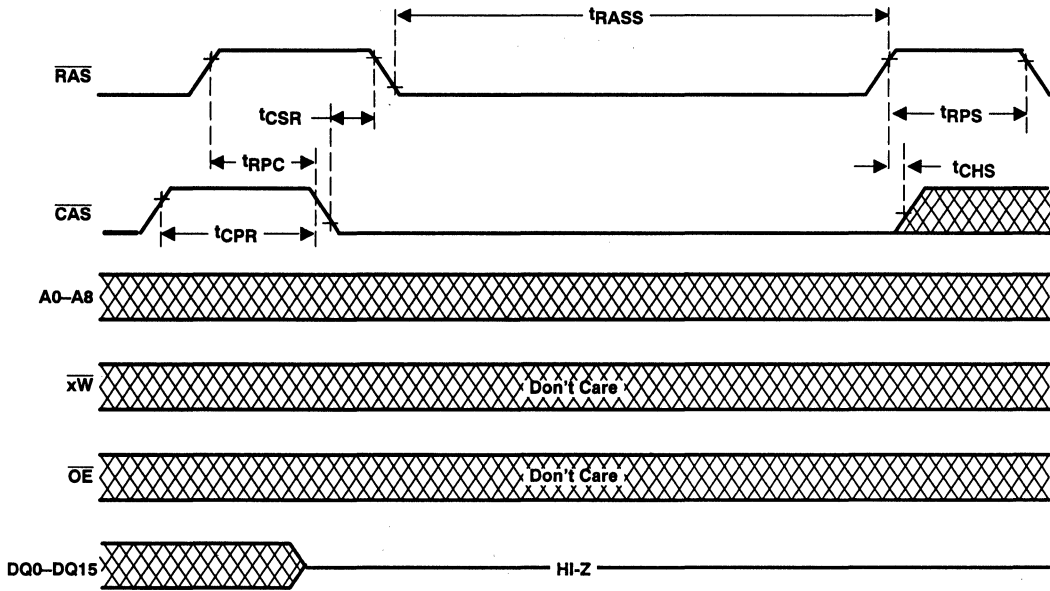 tRASS
RAS
tCSR
tRPS
tRPC
tCHS
CAS
tCPR
A0–A8
xW
Don't Care
OE
Don't Care
DQ0–DQ15
HI-Z